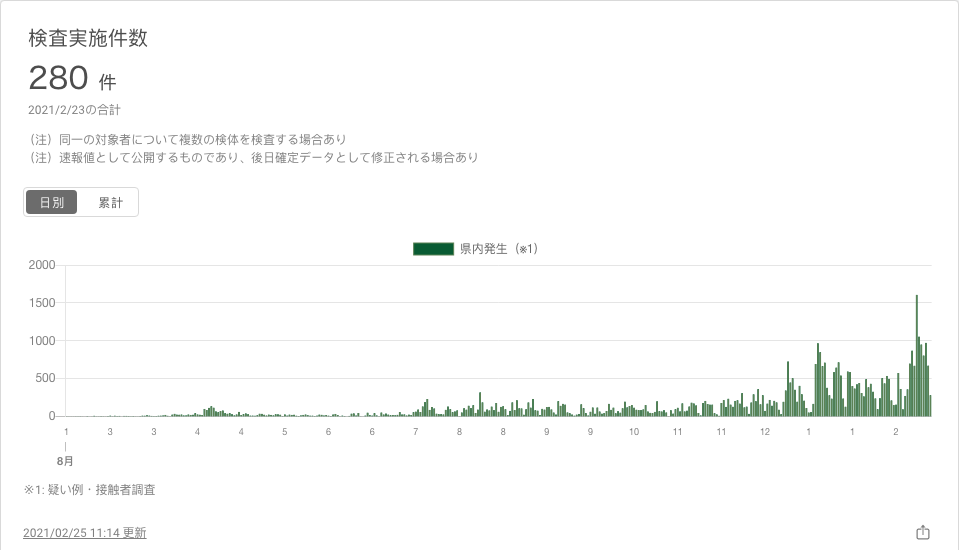 検査実施件数
280 件
2021/2/23の合計
（注）同一の対象者について複数の検体を検査する場合あり
（注）速報値として公開するものであり、後日確定データとして修正される場合あり
日別 累計
県内発生（※1）
2000
1500
1000
500
0
1 3 3 4 4 5 6 6 7 8 8 9 9 10 11 11 12 1 1 2
8月
※1: 疑い例・接触者調査
2021/02/25 11:14 更新